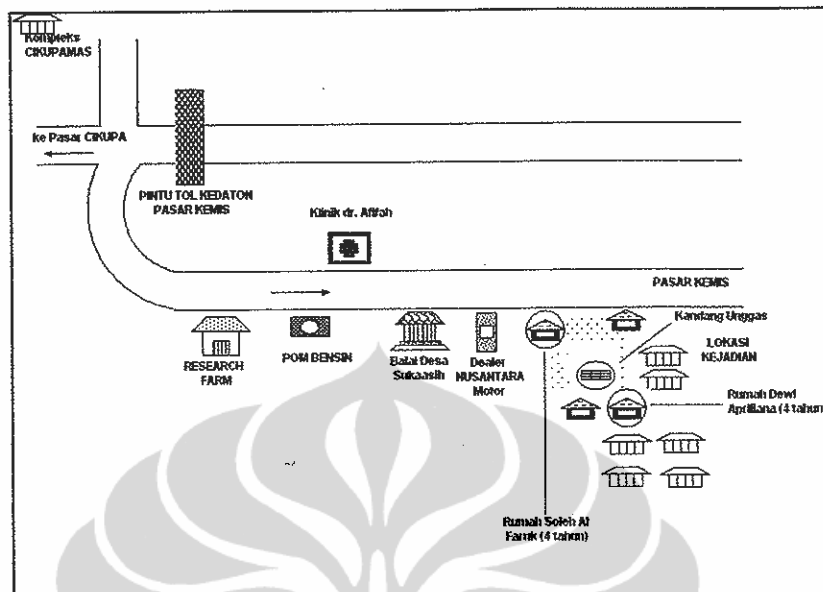 Kompleks
CIKUPAMAS
ke Pasar CIKUPA
PINTU TOL KEDATON
PASAR KEMIS
Klinik dr. Afifah
PASAR KEMIS
Kandang Unggas
LOKASI
KEJADIAN
RESEARCH
FARM
POM BENSIN
Balai Desa
Sukaasih
Dealer
NUSANTARA
Motor
Rumah Dewi
Apriliana (4 tahun)
Rumah Soleh Al
Faruk (4 tahun)